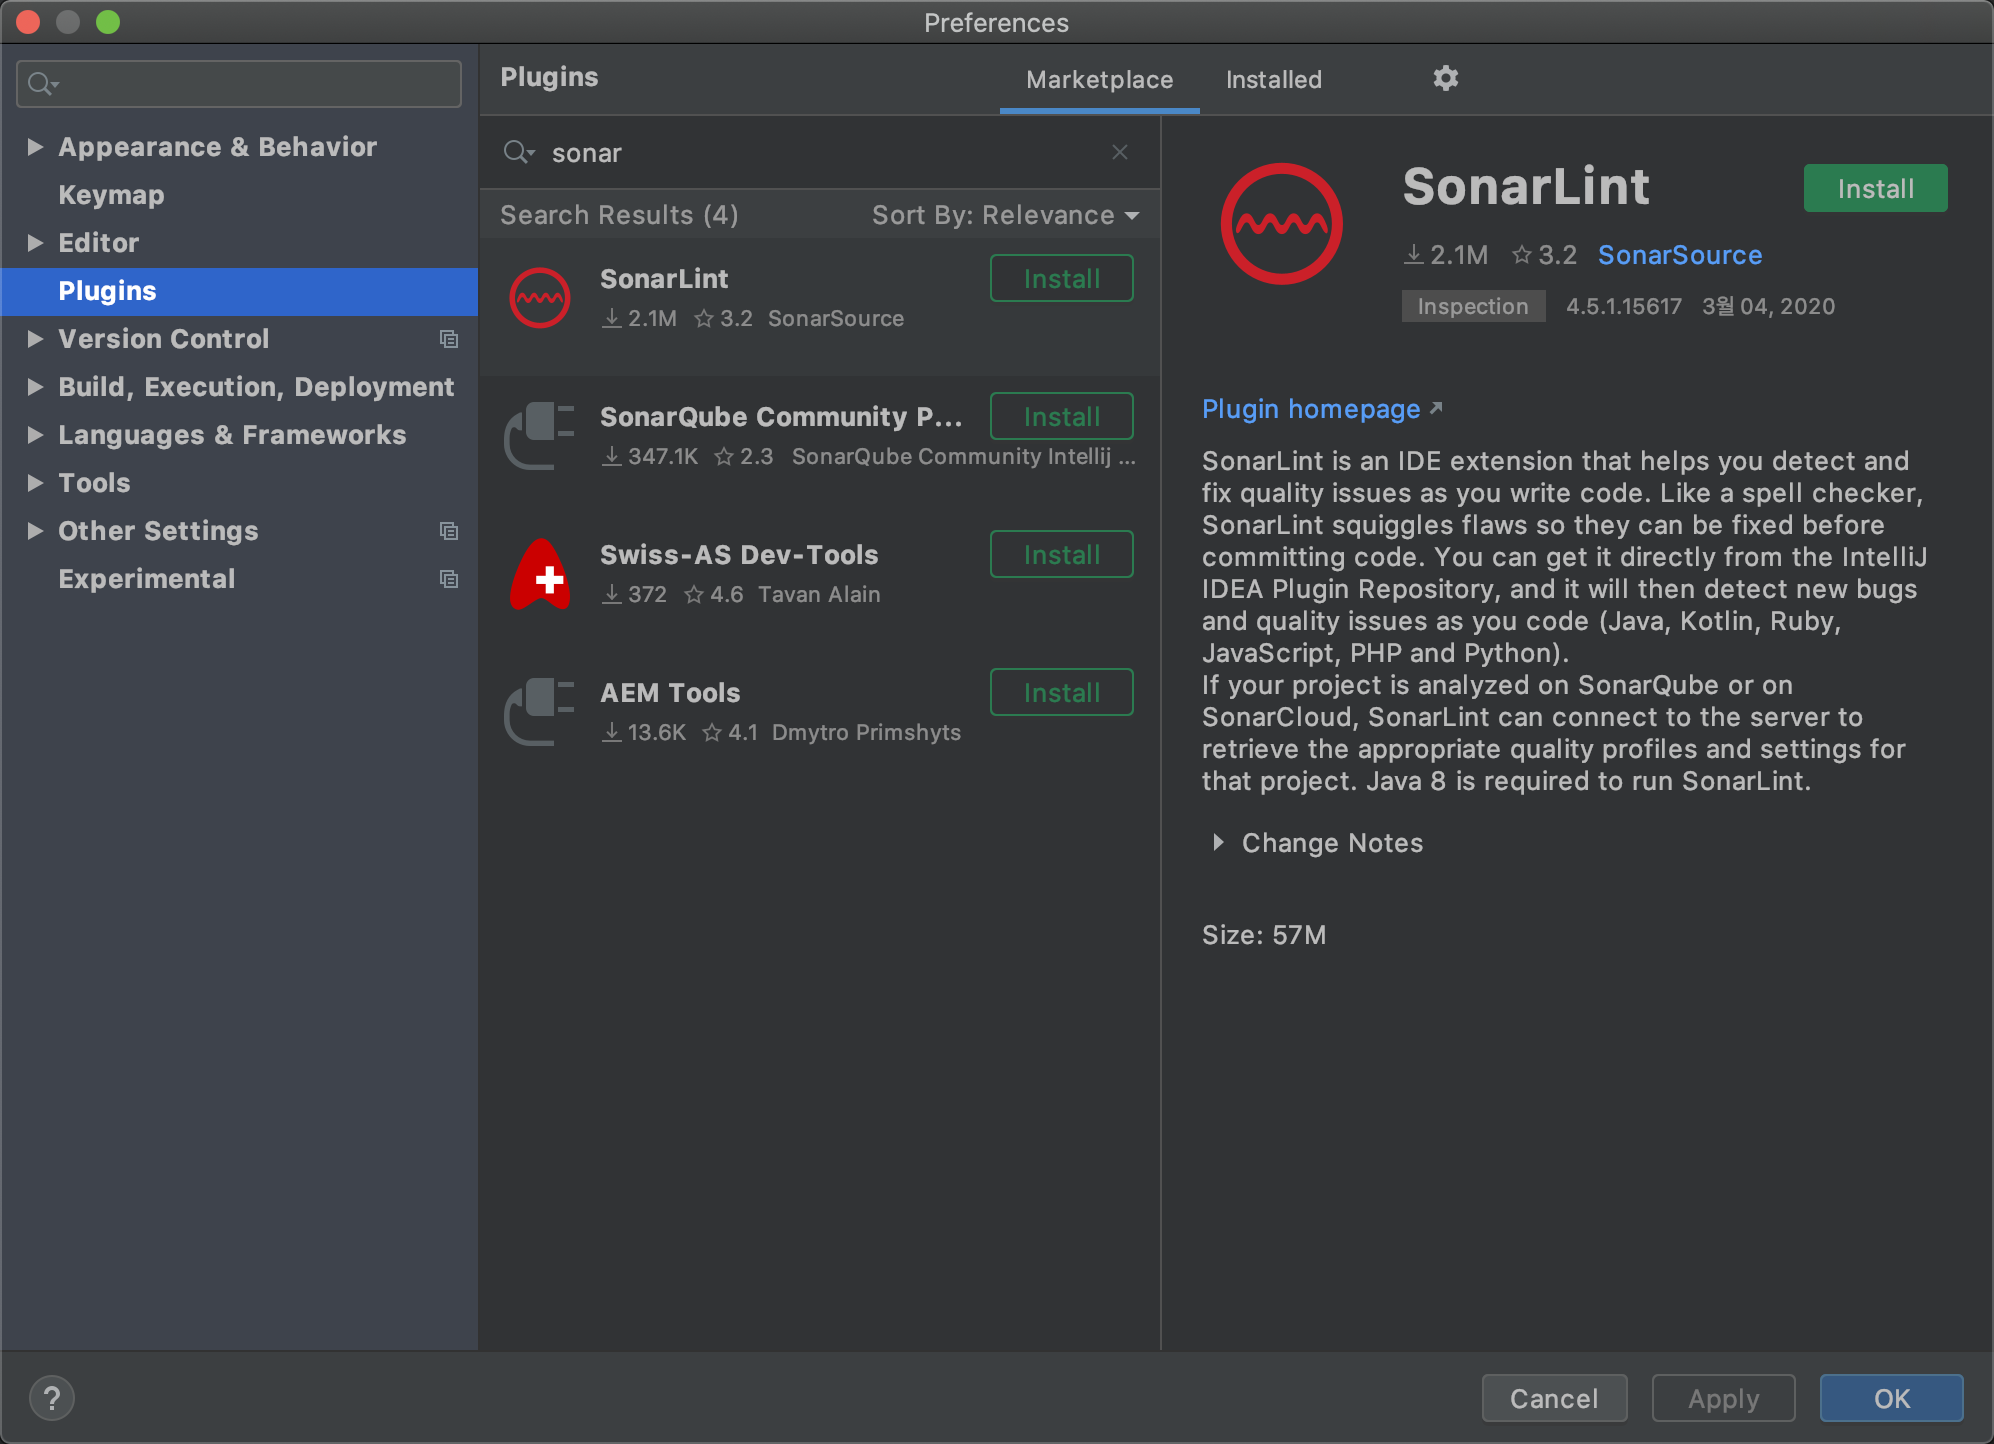 Preferences
Plugins
Marketplace
Installed
Appearance & Behavior
Keymap
Editor
Plugins
Version Control
Build, Execution, Deployment
Languages & Frameworks
Tools
Other Settings
Experimental
sonar
Search Results (4)
Sort By: Relevance
SonarLint
Install
2.1M 3.2 SonarSource
SonarQube Community P...
Install
347.1K 2.3 SonarQube Community Intellij ...
Swiss-AS Dev-Tools
Install
372 4.6 Tavan Alain
AEM Tools
Install
13.6K 4.1 Dmytro Primshyts
SonarLint
Install
2.1M 3.2 SonarSource
Inspection 4.5.1.15617 3월 04, 2020
Plugin homepage
SonarLint is an IDE extension that helps you detect and
fix quality issues as you write code. Like a spell checker,
SonarLint squiggles flaws so they can be fixed before
committing code. You can get it directly from the IntelliJ
IDEA Plugin Repository, and it will then detect new bugs
and quality issues as you code (Java, Kotlin, Ruby,
JavaScript, PHP and Python).
If your project is analyzed on SonarQube or on
SonarCloud, SonarLint can connect to the server to
retrieve the appropriate quality profiles and settings for
that project. Java 8 is required to run SonarLint.
Change Notes
Size: 57M
?
Cancel
Apply
OK